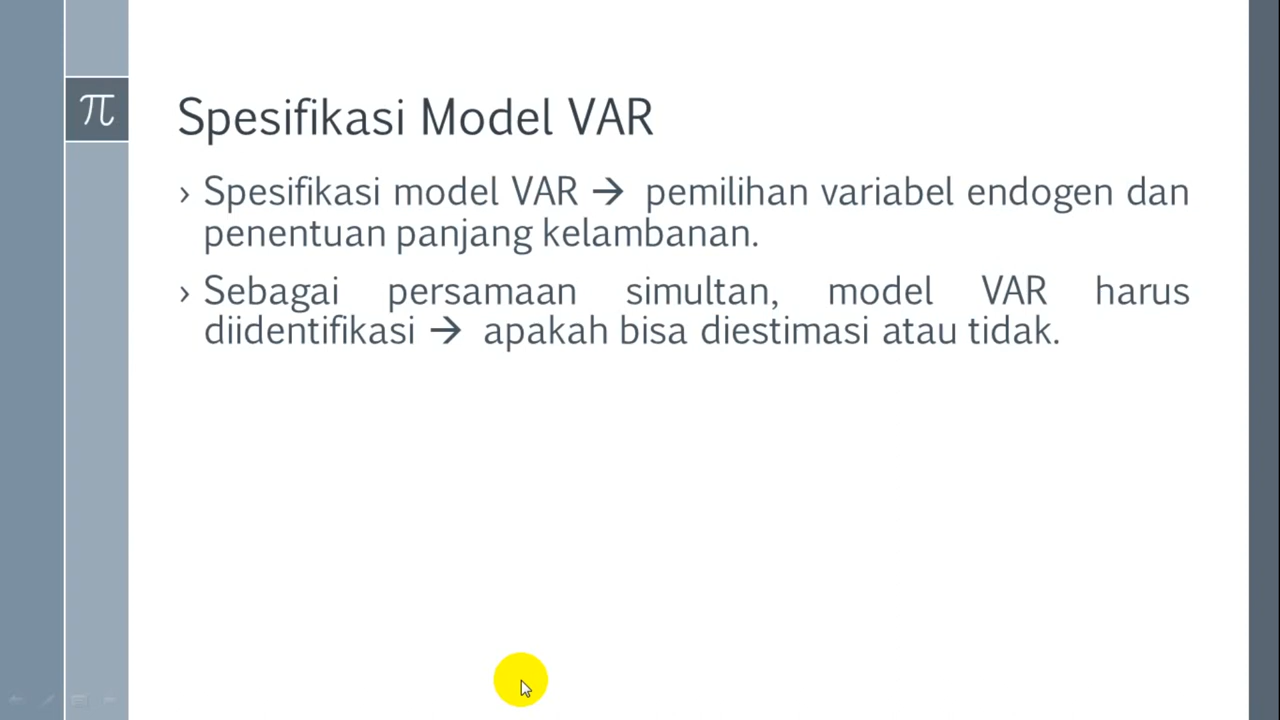 π
Spesifikasi Model VAR
› Spesifikasi model VAR → pemilihan variabel endogen dan
penentuan panjang kelambanan.
› Sebagai persamaan simultan, model VAR harus
diidentifikasi → apakah bisa diestimasi atau tidak.